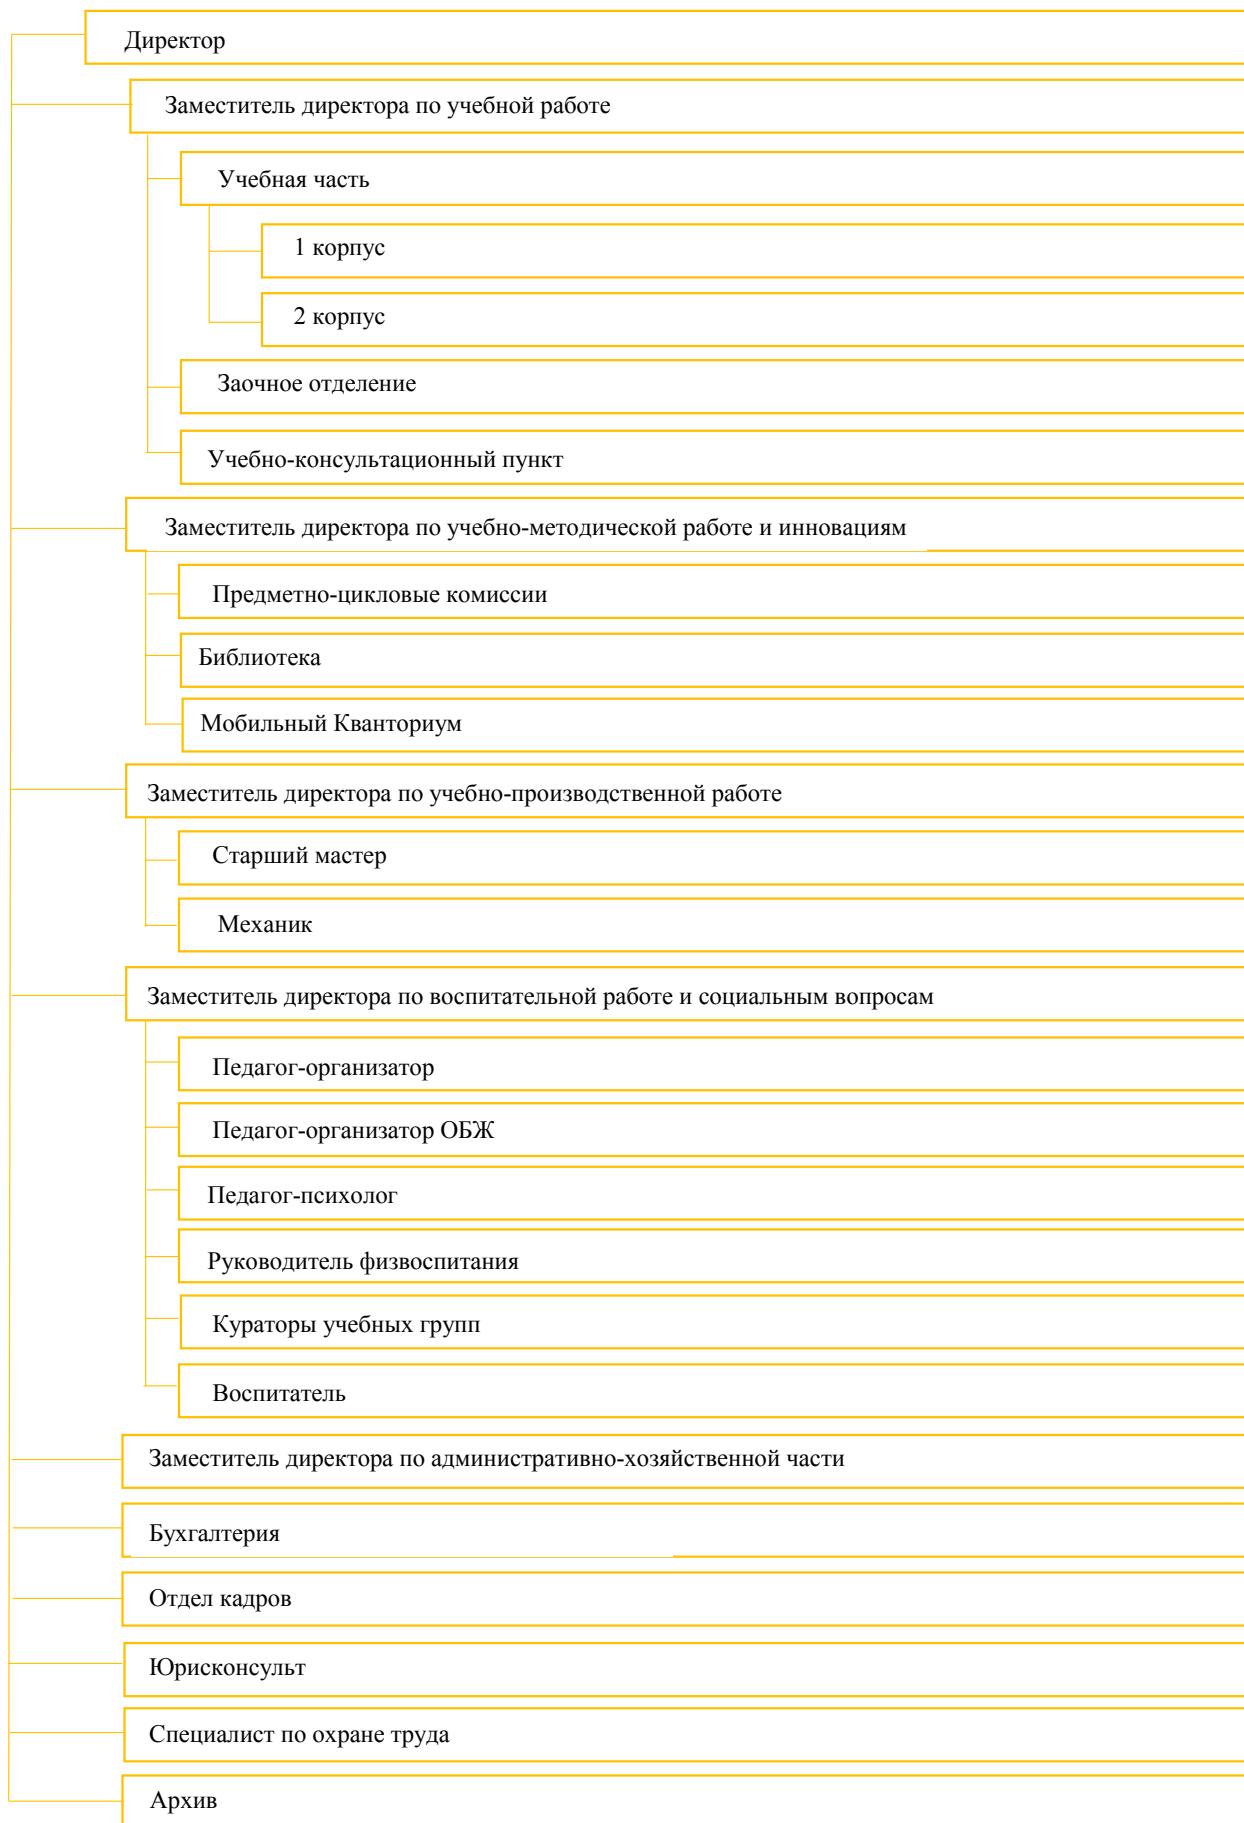 Директор
Заместитель директора по учебной работе
Учебная часть
1 корпус
2 корпус
Заочное отделение
Учебно-консультационный пункт
Заместитель директора по учебно-методической работе и инновациям
Предметно-цикловые комиссии
Библиотека
Мобильный Кванториум
Заместитель директора по учебно-производственной работе
Старший мастер
Механик
Заместитель директора по воспитательной работе и социальным вопросам
Педагог-организатор
Педагог-организатор ОБЖ
Педагог-психолог
Руководитель физвоспитания
Кураторы учебных групп
Воспитатель
Заместитель директора по административно-хозяйственной части
Бухгалтерия
Отдел кадров
Юрисконсульт
Специалист по охране труда
Архив